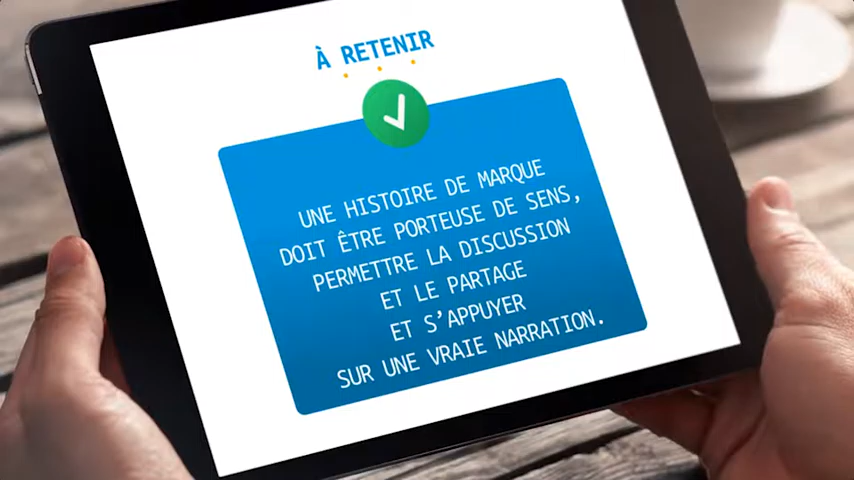 À RETENIR
UNE HISTOIRE DE MARQUE
DOIT ÊTRE PORTEUSE DE SENS,
PERMETTRE LA DISCUSSION
ET LE PARTAGE
ET S’APPUYER
SUR UNE VRAIE NARRATION.